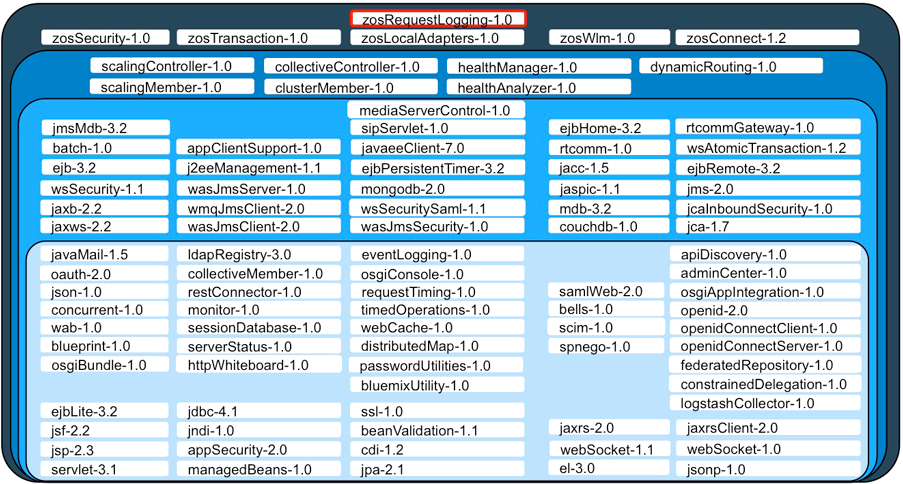 zosRequestLogging-1.0
zosSecurity-1.0 zosTransaction-1.0 zosLocalAdapters-1.0 zosWlm-1.0 zosConnect-1.2
scalingController-1.0 collectiveController-1.0 healthManager-1.0 dynamicRouting-1.0
scalingMember-1.0 clusterMember-1.0 healthAnalyzer-1.0
mediaServerControl-1.0
jmsMdb-3.2 sipServlet-1.0 ejbHome-3.2 rtcommGateway-1.0
batch-1.0 appClientSupport-1.0 javaeeClient-7.0 rtcomm-1.0 wsAtomicTransaction-1.2
ejb-3.2 j2eeManagement-1.1 ejbPersistentTimer-3.2 jacc-1.5 ejbRemote-3.2
wsSecurity-1.1 wasJmsServer-1.0 mongodb-2.0 jaspic-1.1 jms-2.0
jaxb-2.2 wmqJmsClient-2.0 wsSecuritySaml-1.1 mdb-3.2 jcaInboundSecurity-1.0
jaxws-2.2 wasJmsClient-2.0 wasJmsSecurity-1.0 couchdb-1.0 jca-1.7
javaMail-1.5 ldapRegistry-3.0 eventLogging-1.0 apiDiscovery-1.0
oauth-2.0 collectiveMember-1.0 osgiConsole-1.0 adminCenter-1.0
json-1.0 restConnector-1.0 requestTiming-1.0 samlWeb-2.0 osgiAppIntegration-1.0
concurrent-1.0 monitor-1.0 timedOperations-1.0 bells-1.0 openid-2.0
wab-1.0 sessionDatabase-1.0 webCache-1.0 scim-1.0 openidConnectClient-1.0
blueprint-1.0 serverStatus-1.0 distributedMap-1.0 spnego-1.0 openidConnectServer-1.0
osgiBundle-1.0 httpWhiteboard-1.0 passwordUtilities-1.0 federatedRepository-1.0
bluemixUtility-1.0 constrainedDelegation-1.0
logstashCollector-1.0
ejbLite-3.2 jdbc-4.1 ssl-1.0
jsf-2.2 jndi-1.0 beanValidation-1.1 jaxrs-2.0 jaxrsClient-2.0
jsp-2.3 appSecurity-2.0 cdi-1.2 webSocket-1.1 webSocket-1.0
servlet-3.1 managedBeans-1.0 jpa-2.1 el-3.0 jsonp-1.0